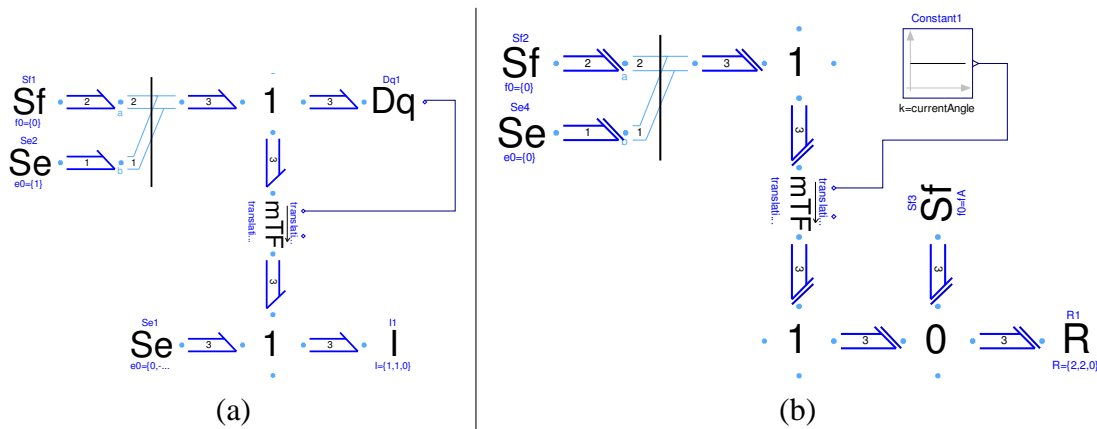 Sf1
Sf
f0={0}
2
a
2
3
1
3
Dq1
Dq
Se2
Se
e0={1}
1
b
1
3
translati...
mTF
translati...
3
Se1
Se
e0={0,-...
3
1
3
I1
I
I={1,1,0}
(a)
Sf2
Sf
f0={0}
2
a
2
3
1
Constant1
k=currentAngle
Se4
Se
e0={0}
1
b
1
3
translati...
mTF
translati...
Sf3
Sf
f0=fA
3
3
1
3
0
3
R1
R
R={2,2,0}
(b)